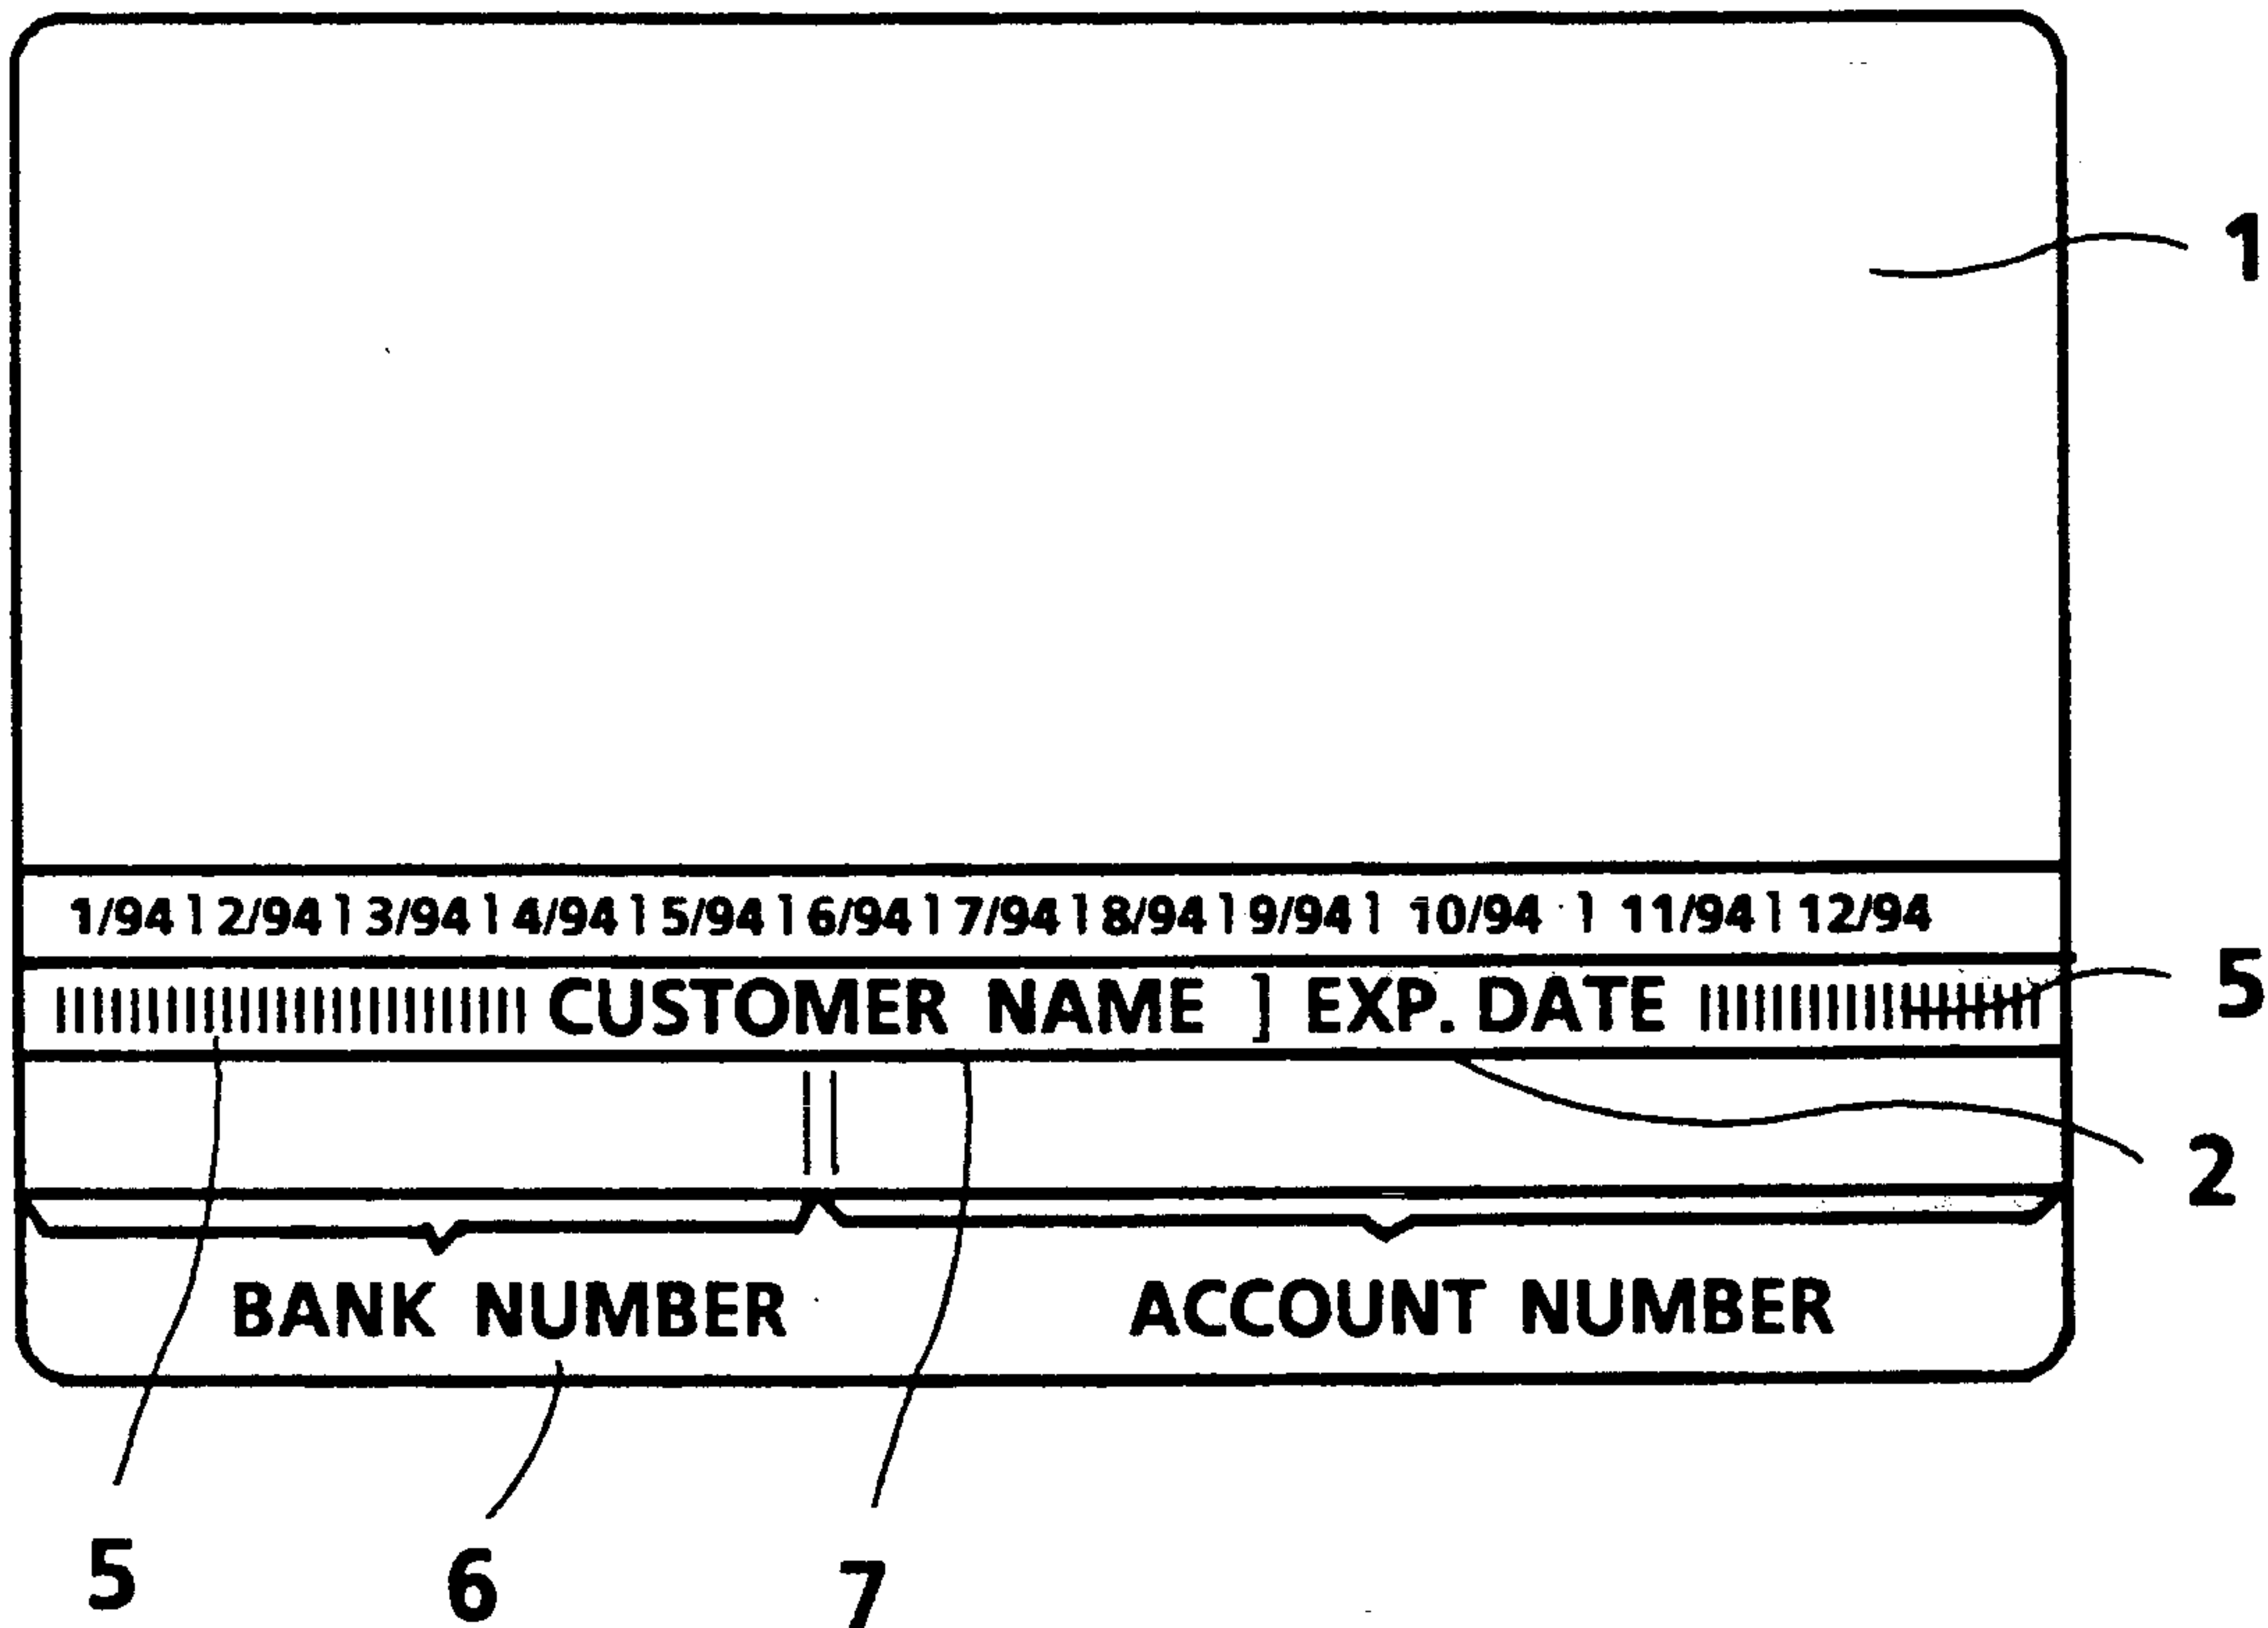 1
1/94 | 2/94 | 3/94 | 4/94 | 5/94 | 6/94 | 7/94 | 8/94 | 9/94 | 10/94 | 11/94 | 12/94
CUSTOMER NAME ] EXP. DATE
5
2
BANK NUMBER ACCOUNT NUMBER
5 6 7